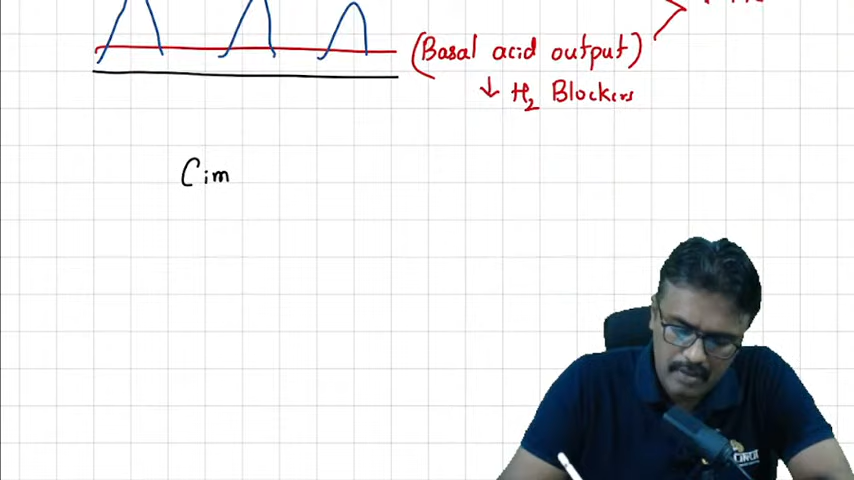 (Basal acid output)
↓ H₂ Blockers
Cim